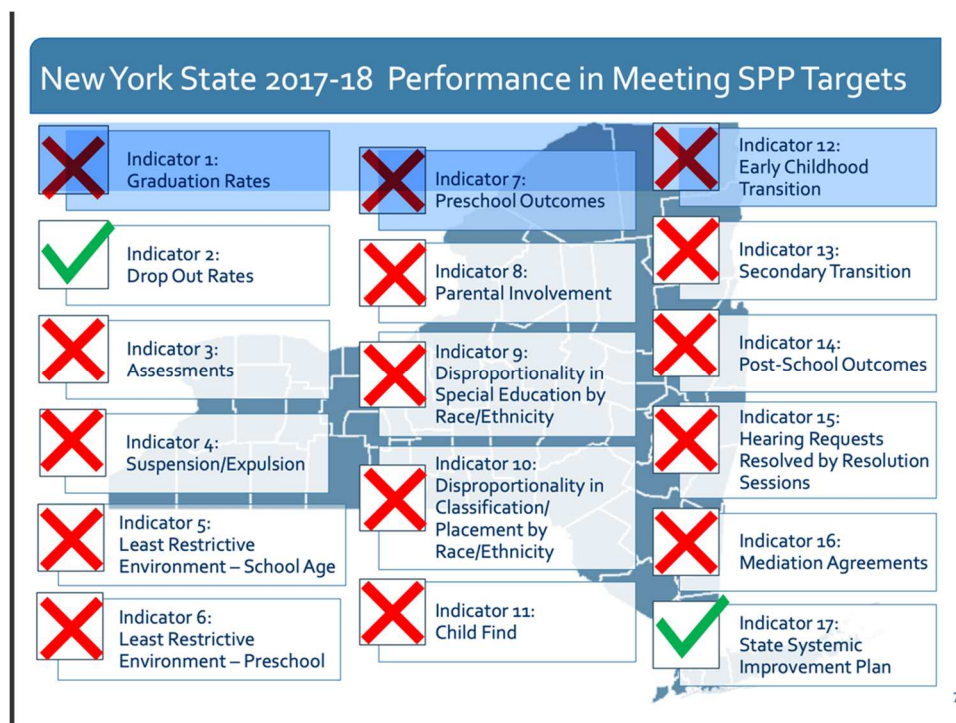 New York State 2017-18 Performance in Meeting SPP Targets
Indicator 1:
Graduation Rates
Indicator 2:
Drop Out Rates
Indicator 3:
Assessments
Indicator 4:
Suspension/Expulsion
Indicator 5:
Least Restrictive
Environment – School Age
Indicator 6:
Least Restrictive
Environment – Preschool
Indicator 7:
Preschool Outcomes
Indicator 8:
Parental Involvement
Indicator 9:
Disproportionality in
Special Education by
Race/Ethnicity
Indicator 10:
Disproportionality in
Classification/
Placement by
Race/Ethnicity
Indicator 11:
Child Find
Indicator 12:
Early Childhood
Transition
Indicator 13:
Secondary Transition
Indicator 14:
Post-School Outcomes
Indicator 15:
Hearing Requests
Resolved by Resolution
Sessions
Indicator 16:
Mediation Agreements
Indicator 17:
State Systemic
Improvement Plan